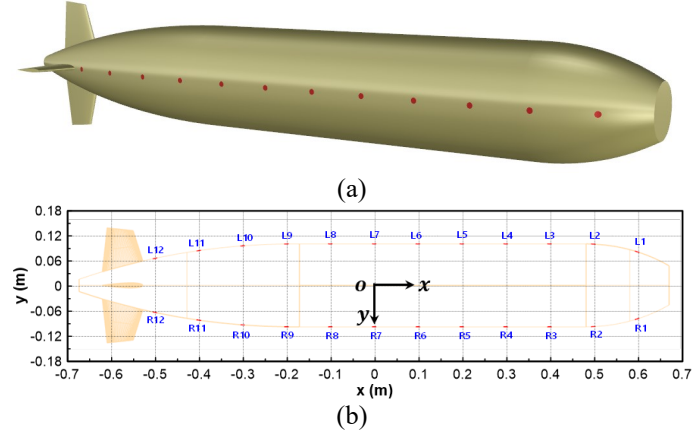 (a)
0.18
0.12
0.06
0
-0.06
-0.12
-0.18
y (m)
L12 L11 L10 L9 L8 L7 L6 L5 L4 L3 L2 L1
o x
y
R12 R11 R10 R9 R8 R7 R6 R5 R4 R3 R2 R1
-0.7 -0.6 -0.5 -0.4 -0.3 -0.2 -0.1 0 0.1 0.2 0.3 0.4 0.5 0.6 0.7
x (m)
(b)